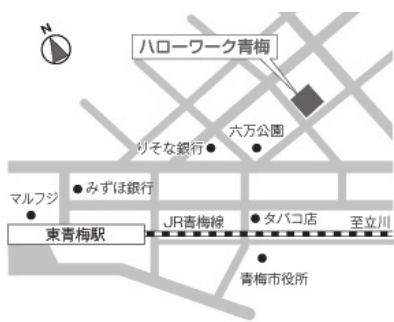 N
ハローワーク青梅
六万公園
りそな銀行
みずほ銀行
マルフジ
JR青梅線
タバコ店
至立川
東青梅駅
青梅市役所